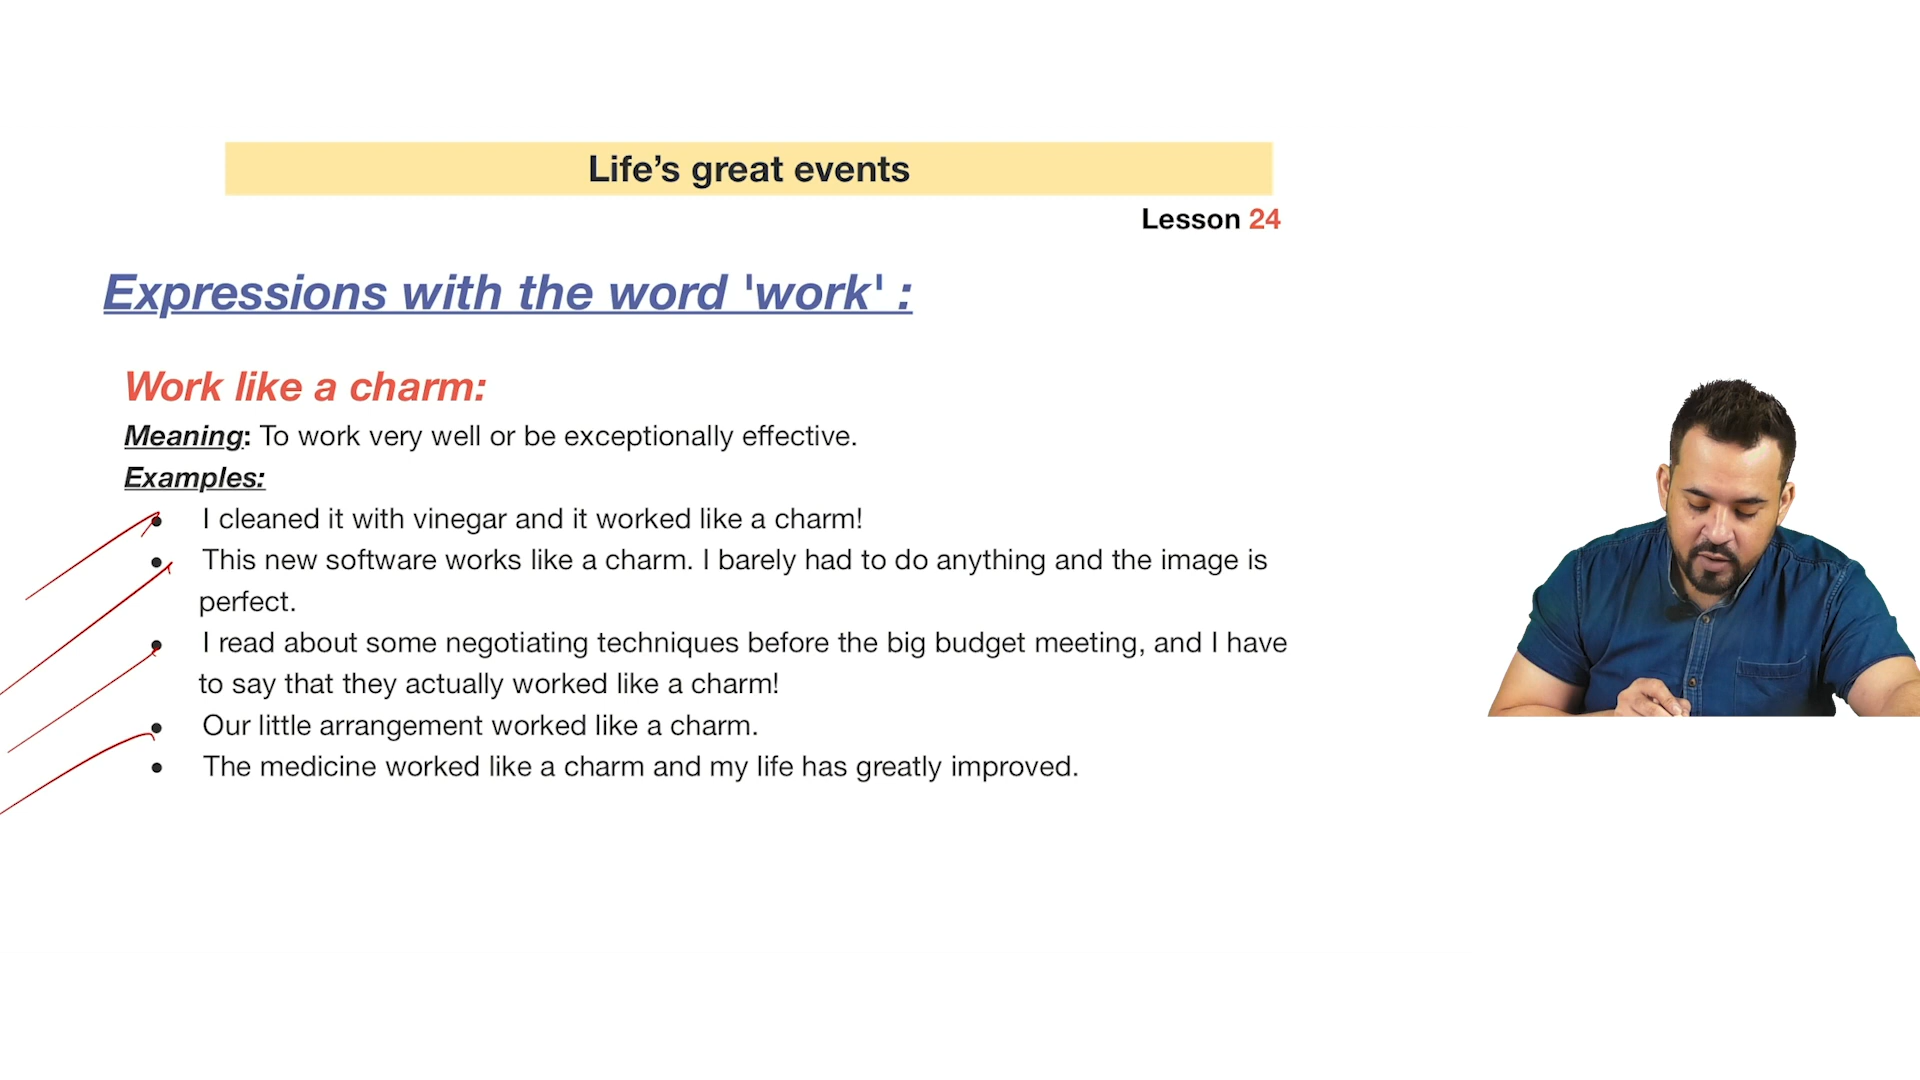 Life’s great events
Lesson 24
Expressions with the word 'work' :
Work like a charm:
Meaning: To work very well or be exceptionally effective.
Examples:
• I cleaned it with vinegar and it worked like a charm!
• This new software works like a charm. I barely had to do anything and the image is
perfect.
• I read about some negotiating techniques before the big budget meeting, and I have
to say that they actually worked like a charm!
• Our little arrangement worked like a charm.
• The medicine worked like a charm and my life has greatly improved.